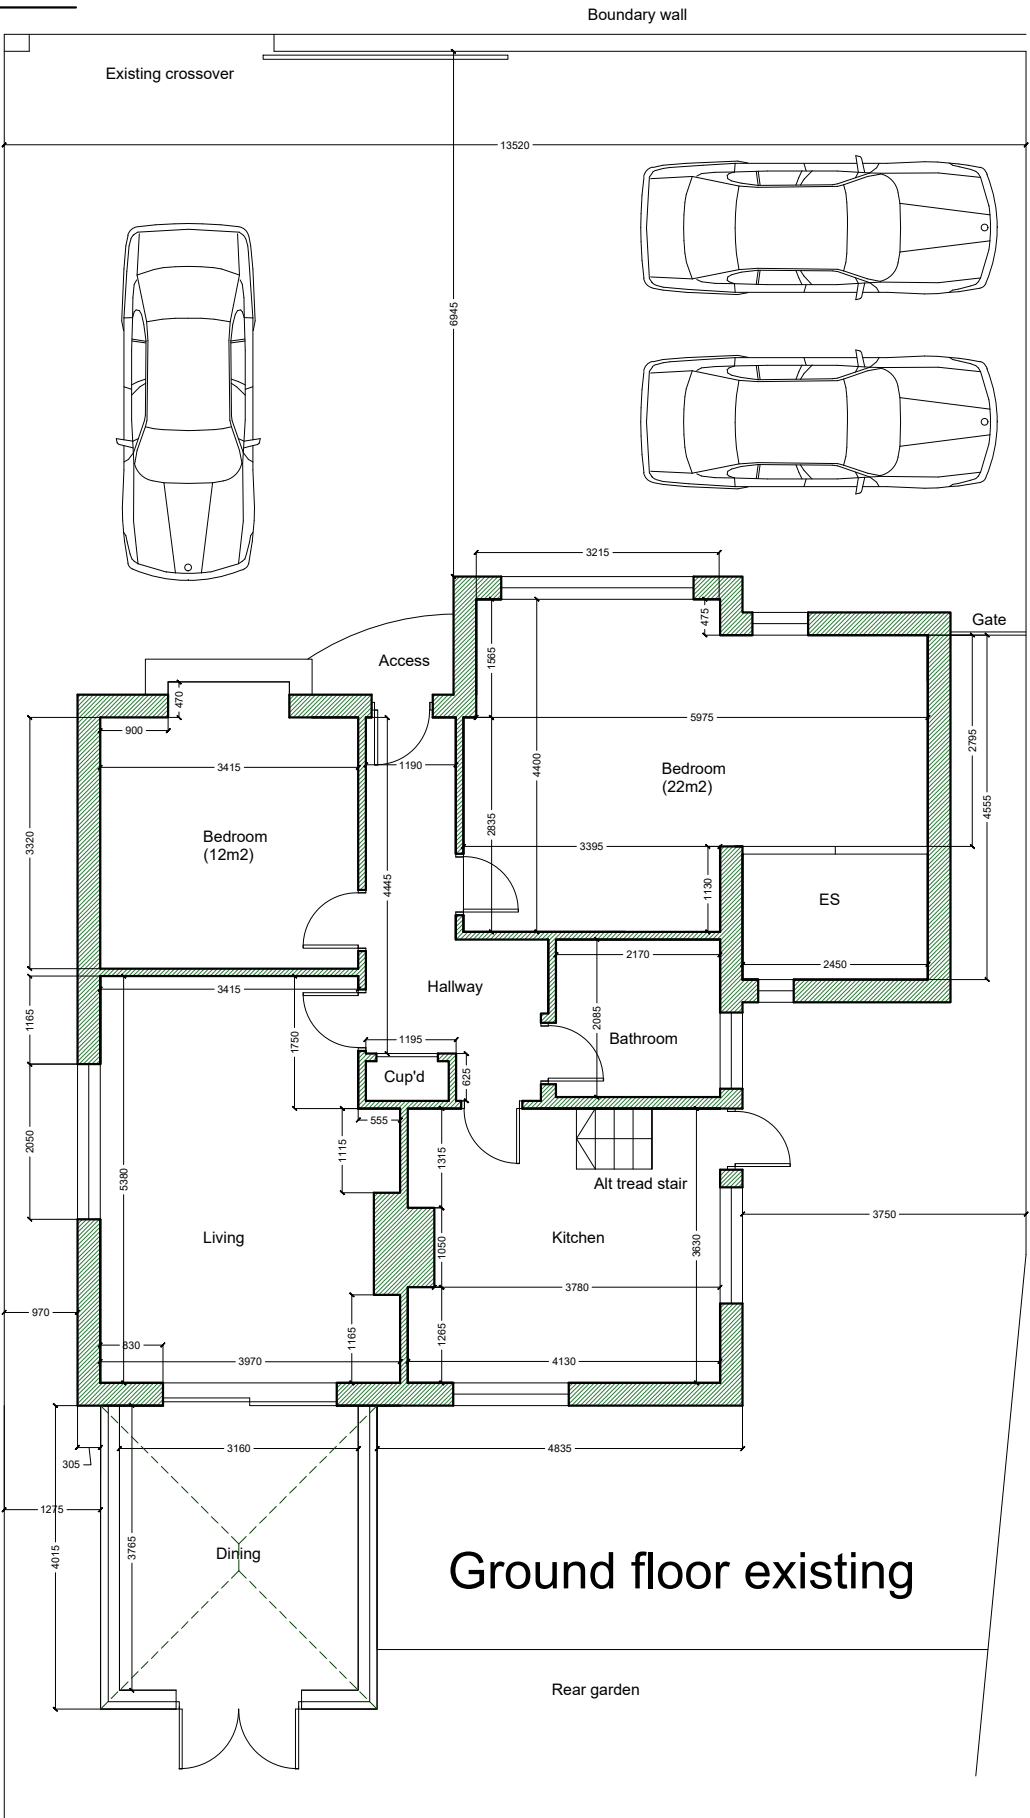 Boundary wall
Existing crossover
13520
6945
3215
475
Gate
Access
1565
470
900
5975
2795
3415
1190
4400
Bedroom
(22m2)
4555
3320
Bedroom
(12m2)
2835
3395
4445
1130
ES
2170
2450
3415
Hallway
1165
1750
2085
Bathroom
1195
Cup'd
625
555
2050
1115
5380
1315
Alt tread stair
3750
Living
1050
Kitchen
3630
3780
970
1165
1265
830
3970
4130
305
3160
4835
1275
4015
3765
Dining
Ground floor existing
Rear garden